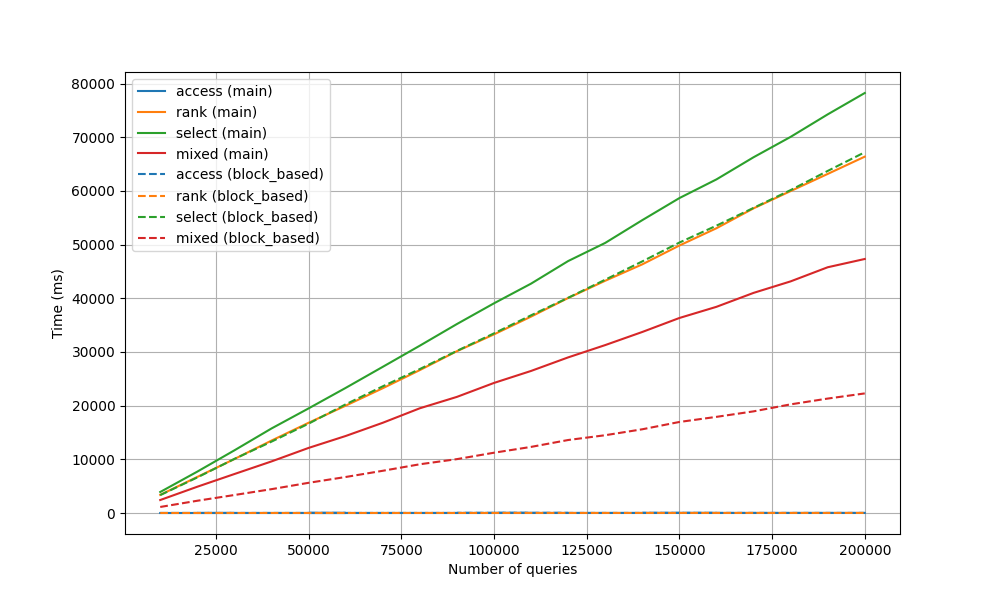 80000
70000
60000
50000
40000
30000
20000
10000
0
Time (ms)
access (main)
rank (main)
select (main)
mixed (main)
access (block_based)
rank (block_based)
select (block_based)
mixed (block_based)
25000 50000 75000 100000 125000 150000 175000 200000
Number of queries